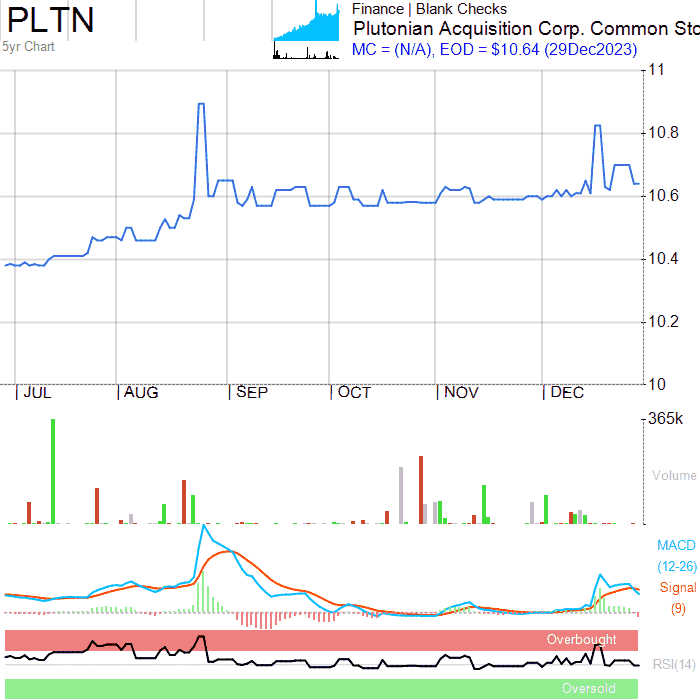 PLTN
5yr Chart
Finance | Blank Checks
Plutonian Acquisition Corp. Common Sto
MC = (N/A), EOD = $10.64 (29Dec2023)
11
10.8
10.6
10.4
10.2
10
JUL AUG SEP OCT NOV DEC
365k
Volume
MACD
(12-26)
Signal
(9)
Overbought
RSI(14)
Oversold